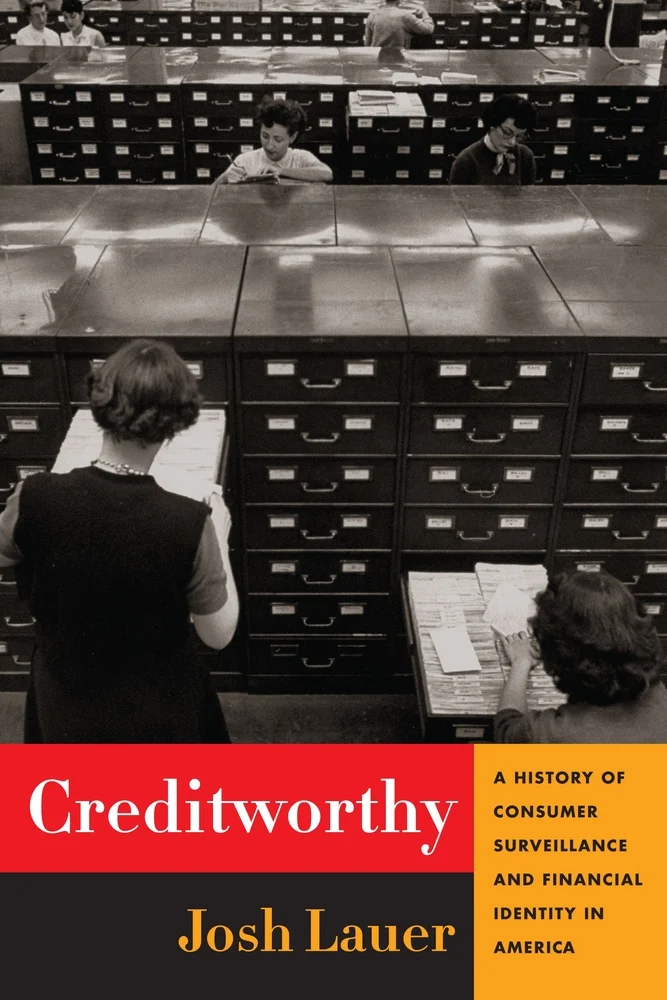 Creditworthy
Josh Lauer
A HISTORY OF
CONSUMER
SURVEILLANCE
AND FINANCIAL
IDENTITY IN
AMERICA